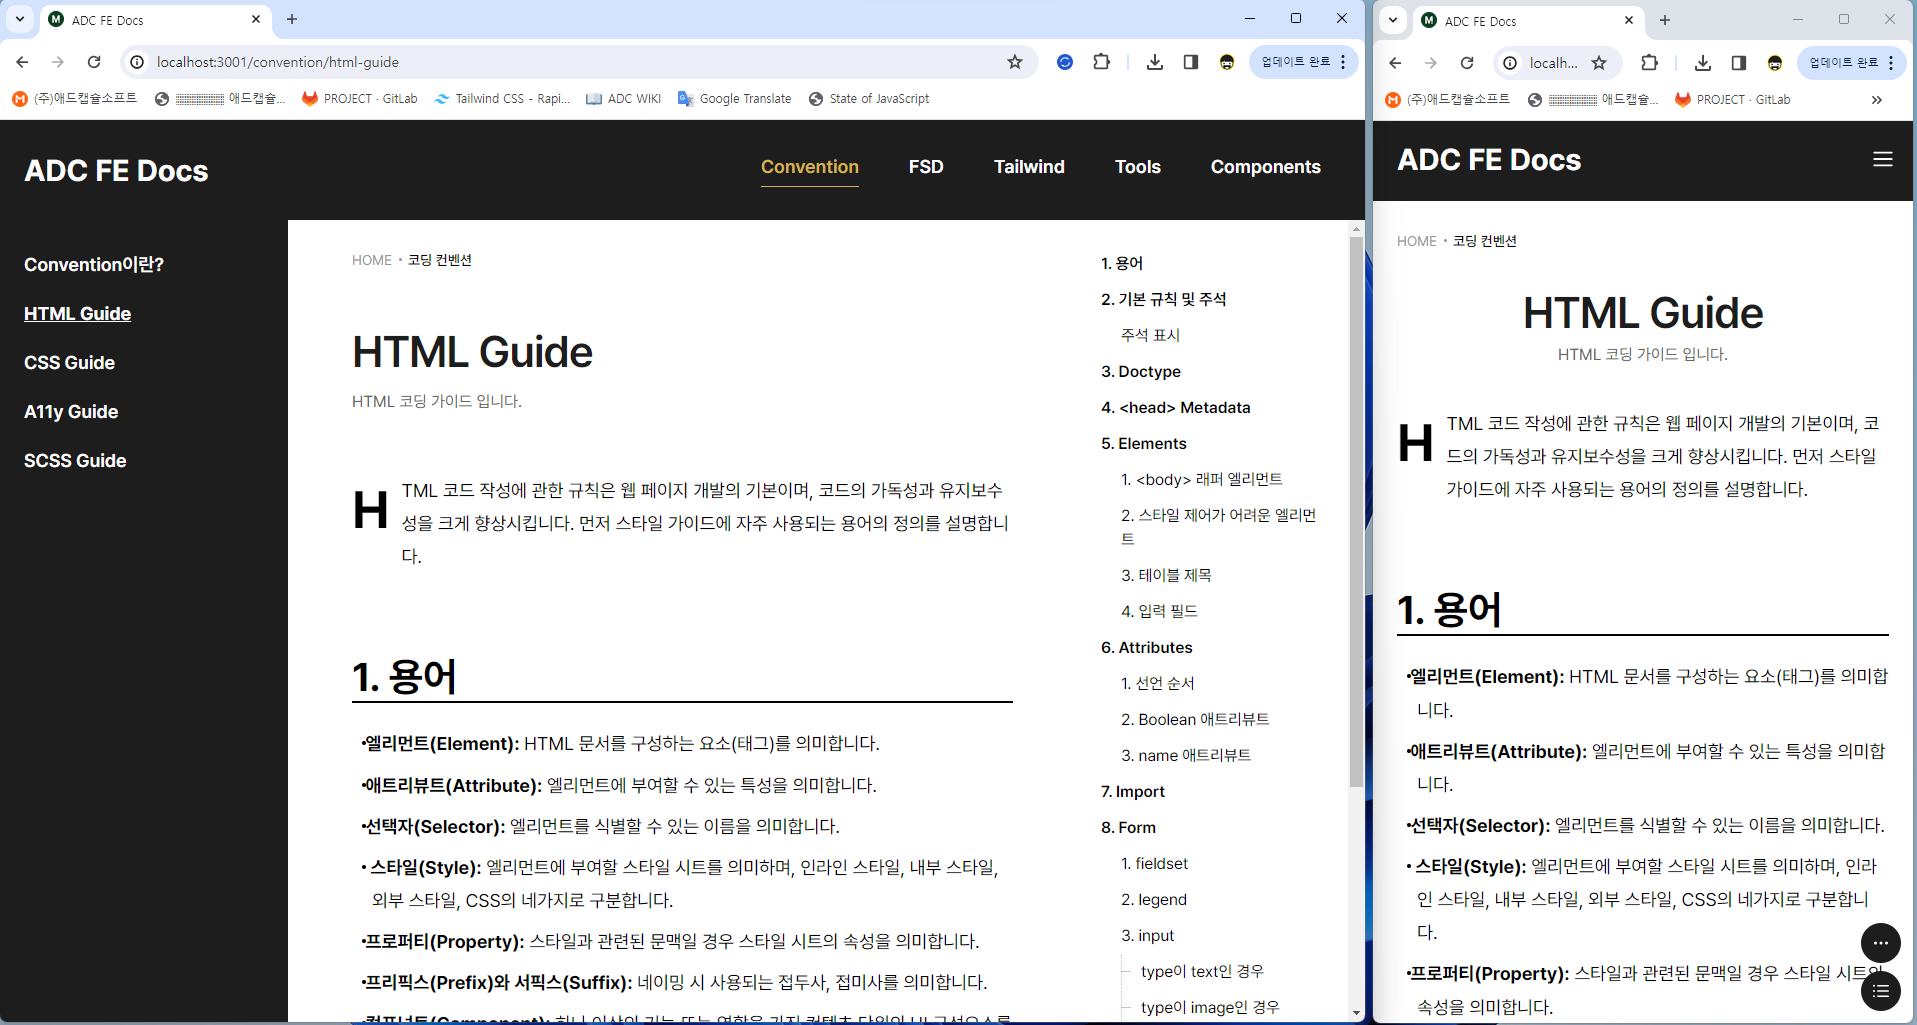 ADC FE Docs
localhost:3001/convention/html-guide
업데이트 완료
(주)애드캡슐소프트
애드캡슐...
PROJECT · GitLab
Tailwind CSS - Rapi...
ADC WIKI
Google Translate
State of JavaScript
ADC FE Docs
Convention
FSD
Tailwind
Tools
Components
Convention이란?
HTML Guide
CSS Guide
A11y Guide
SCSS Guide
HOME • 코딩 컨벤션
HTML Guide
HTML 코딩 가이드 입니다.
HTML 코드 작성에 관한 규칙은 웹 페이지 개발의 기본이며, 코드의 가독성과 유지보수
성을 크게 향상시킵니다. 먼저 스타일 가이드에 자주 사용되는 용어의 정의를 설명합니
다.
1. 용어
•엘리먼트(Element): HTML 문서를 구성하는 요소(태그)를 의미합니다.
•애트리뷰트(Attribute): 엘리먼트에 부여할 수 있는 특성을 의미합니다.
•선택자(Selector): 엘리먼트를 식별할 수 있는 이름을 의미합니다.
• 스타일(Style): 엘리먼트에 부여할 스타일 시트를 의미하며, 인라인 스타일, 내부 스타일,
외부 스타일, CSS의 네가지로 구분합니다.
•프로퍼티(Property): 스타일과 관련된 문맥일 경우 스타일 시트의 속성을 의미합니다.
•프리픽스(Prefix)와 서픽스(Suffix): 네이밍 시 사용되는 접두사, 접미사를 의미합니다.
1. 용어
2. 기본 규칙 및 주석
주석 표시
3. Doctype
4. <head> Metadata
5. Elements
1. <body> 래퍼 엘리먼트
2. 스타일 제어가 어려운 엘리먼
트
3. 테이블 제목
4. 입력 필드
6. Attributes
1. 선언 순서
2. Boolean 애트리뷰트
3. name 애트리뷰트
7. Import
8. Form
1. fieldset
2. legend
3. input
type이 text인 경우
type이 image인 경우
ADC FE Docs
localh...
업데이트 완료
(주)애드캡슐소프트
애드캡슐...
PROJECT · GitLab
ADC FE Docs
HOME • 코딩 컨벤션
HTML Guide
HTML 코딩 가이드 입니다.
HTML 코드 작성에 관한 규칙은 웹 페이지 개발의 기본이며, 코
드의 가독성과 유지보수성을 크게 향상시킵니다. 먼저 스타일
가이드에 자주 사용되는 용어의 정의를 설명합니다.
1. 용어
•엘리먼트(Element): HTML 문서를 구성하는 요소(태그)를 의미합
니다.
•애트리뷰트(Attribute): 엘리먼트에 부여할 수 있는 특성을 의미합
니다.
•선택자(Selector): 엘리먼트를 식별할 수 있는 이름을 의미합니다.
• 스타일(Style): 엘리먼트에 부여할 스타일 시트를 의미하며, 인라
인 스타일, 내부 스타일, 외부 스타일, CSS의 네가지로 구분합니
다.
•프로퍼티(Property): 스타일과 관련된 문맥일 경우 스타일 시트의
속성을 의미합니다.